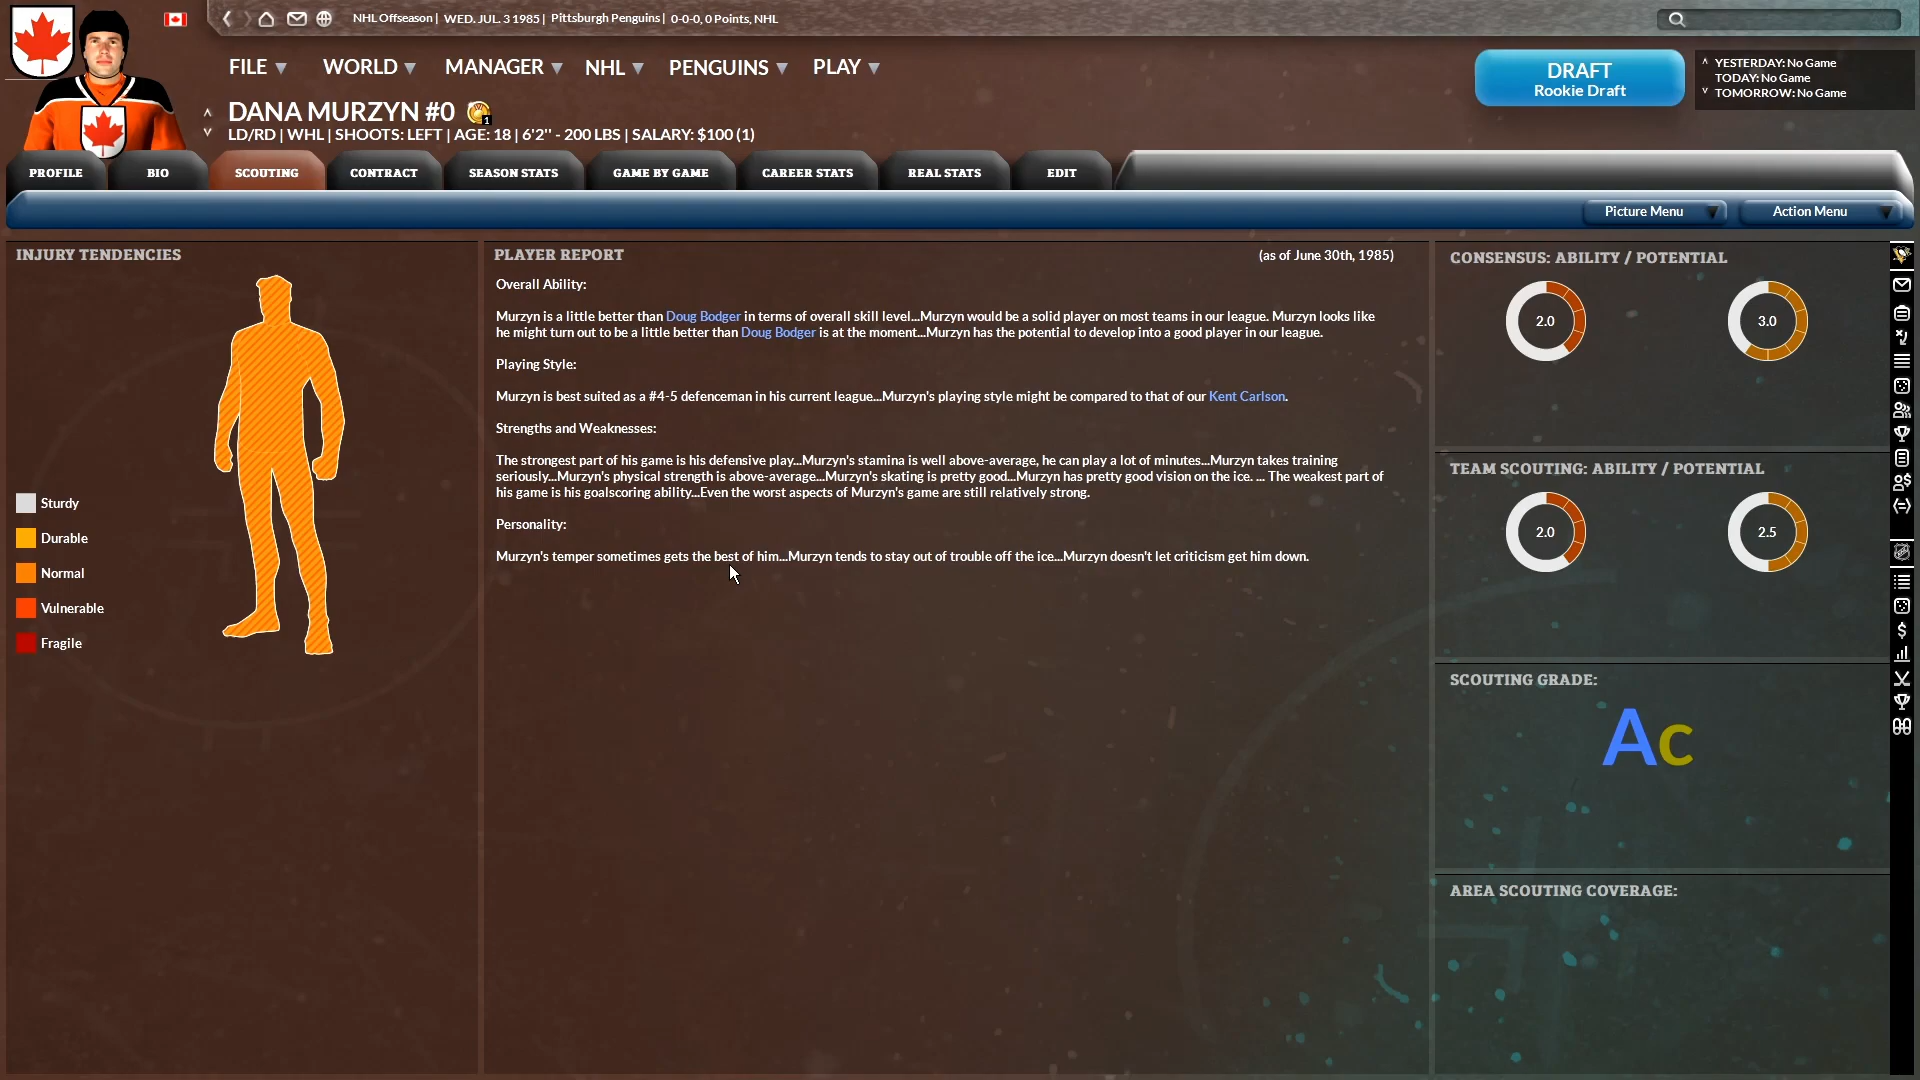 NHL Offseason | WED. JUL. 3 1985 | Pittsburgh Penguins | 0-0-0, 0 Points, NHL
FILE WORLD MANAGER NHL PENGUINS PLAY
DRAFT
Rookie Draft
YESTERDAY: No Game
TODAY: No Game
TOMORROW: No Game
DANA MURZYN #0
1
LD/RD | WHL | SHOOTS: LEFT | AGE: 18 | 6'2'' - 200 LBS | SALARY: $100 (1)
PROFILE BIO SCOUTING CONTRACT SEASON STATS GAME BY GAME CAREER STATS REAL STATS EDIT
Picture Menu Action Menu
INJURY TENDENCIES
Sturdy
Durable
Normal
Vulnerable
Fragile
PLAYER REPORT (as of June 30th, 1985)
Overall Ability:
Murzyn is a little better than Doug Bodger in terms of overall skill level...Murzyn would be a solid player on most teams in our league. Murzyn looks like
he might turn out to be a little better than Doug Bodger is at the moment...Murzyn has the potential to develop into a good player in our league.
Playing Style:
Murzyn is best suited as a #4-5 defenceman in his current league...Murzyn's playing style might be compared to that of our Kent Carlson.
Strengths and Weaknesses:
The strongest part of his game is his defensive play...Murzyn's stamina is well above-average, he can play a lot of minutes...Murzyn takes training
seriously...Murzyn's physical strength is above-average...Murzyn's skating is pretty good...Murzyn has pretty good vision on the ice. ... The weakest part of
his game is his goalscoring ability...Even the worst aspects of Murzyn's game are still relatively strong.
Personality:
Murzyn's temper sometimes gets the best of him...Murzyn tends to stay out of trouble off the ice...Murzyn doesn't let criticism get him down.
CONSENSUS: ABILITY / POTENTIAL
2.0 3.0
TEAM SCOUTING: ABILITY / POTENTIAL
2.0 2.5
SCOUTING GRADE:
Ac
AREA SCOUTING COVERAGE: